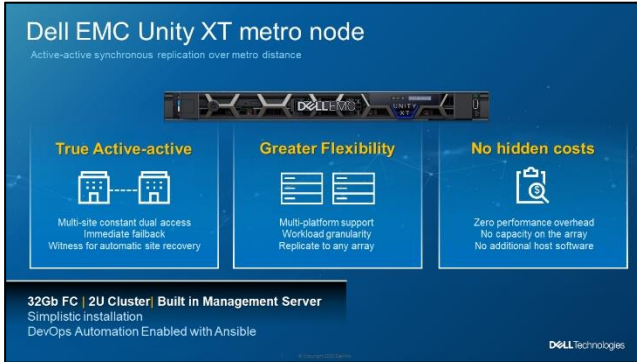 Dell EMC Unity XT metro node
Active-active synchronous replication over metro distance
DELLEMC
UNITY
XT
True Active-active
Multi-site constant dual access
Immediate failback
Witness for automatic site recovery
Greater Flexibility
Multi-platform support
Workload granularity
Replicate to any array
No hidden costs
Zero performance overhead
No capacity on the array
No additional host software
32Gb FC | 2U Cluster| Built in Management Server
Simplistic installation
DevOps Automation Enabled with Ansible
DELLTechnologies